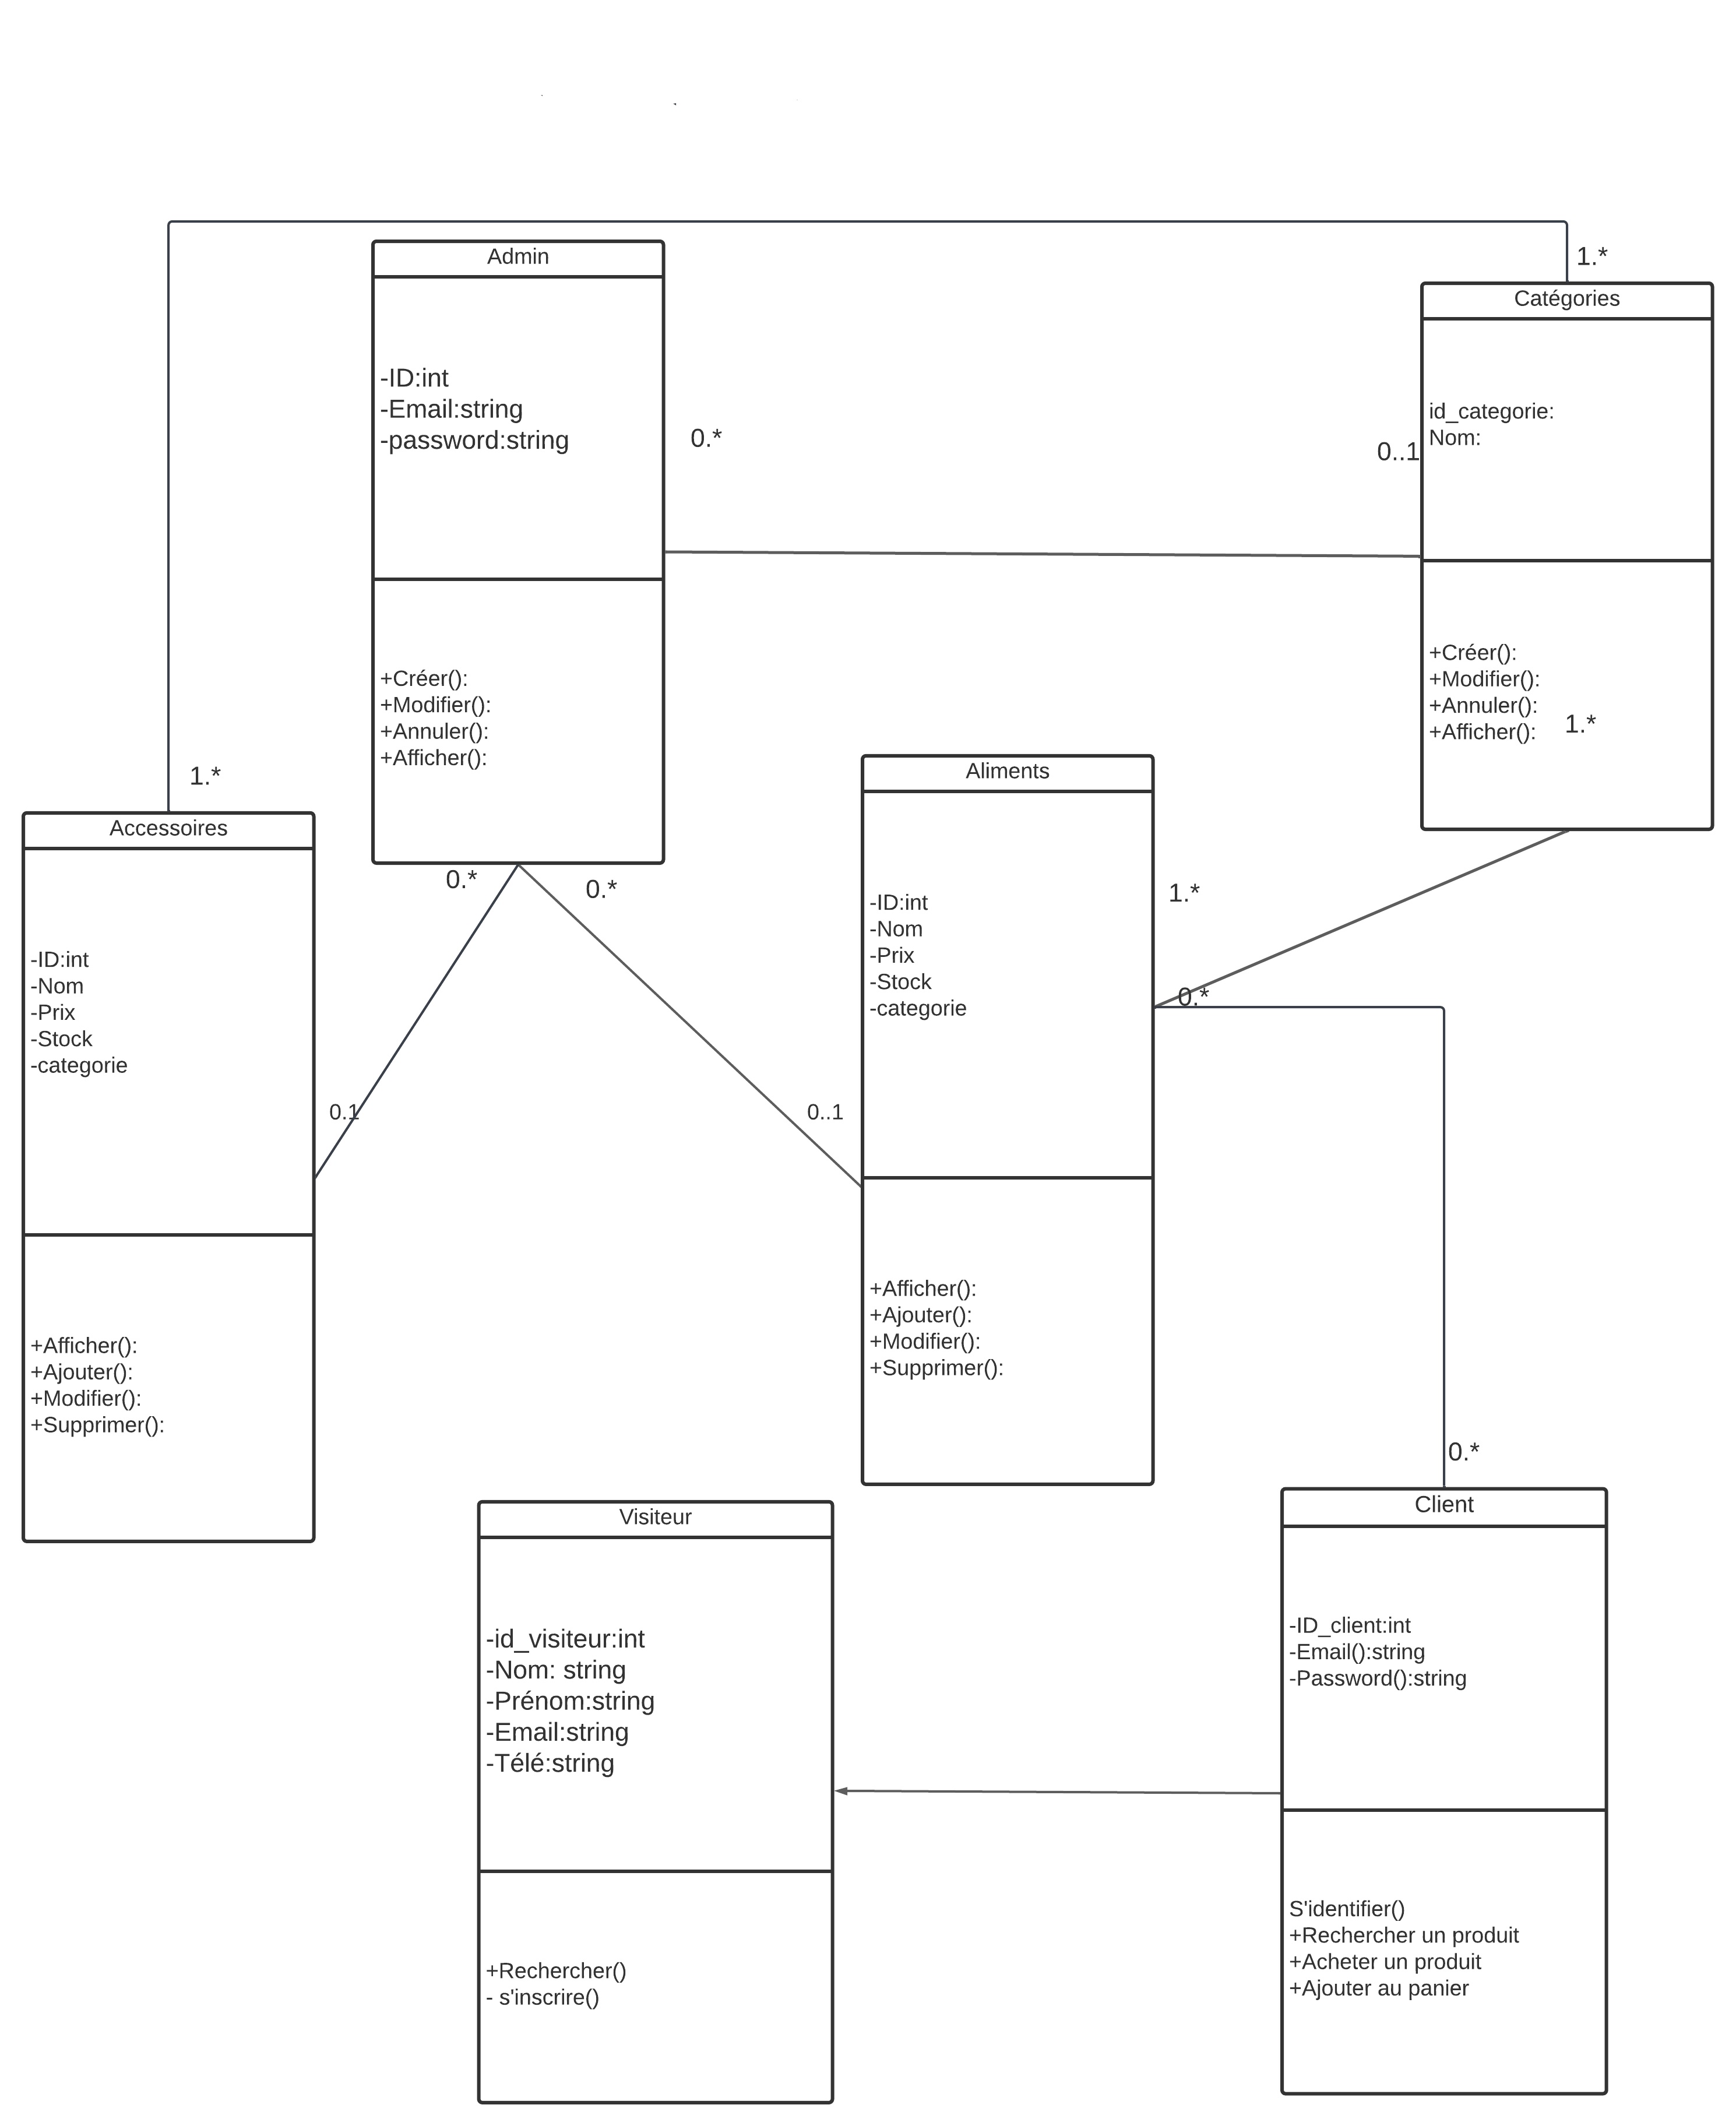 1.*
Admin
-ID:int
-Email:string
-password:string
+Créer():
+Modifier():
+Annuler():
+Afficher():
0.*
0..1
Catégories
id_categorie:
Nom:
+Créer():
+Modifier():
+Annuler():
+Afficher():
1.*
1.*
Accessoires
-ID:int
-Nom
-Prix
-Stock
-categorie
+Afficher():
+Ajouter():
+Modifier():
+Supprimer():
0.*
0.*
0.1
0..1
Aliments
-ID:int
-Nom
-Prix
-Stock
-categorie
+Afficher():
+Ajouter():
+Modifier():
+Supprimer():
1.*
0.*
0.*
Visiteur
-id_visiteur:int
-Nom: string
-Prénom:string
-Email:string
-Télé:string
+Rechercher()
- s'inscrire()
Client
-ID_client:int
-Email():string
-Password():string
S'identifier()
+Rechercher un produit
+Acheter un produit
+Ajouter au panier